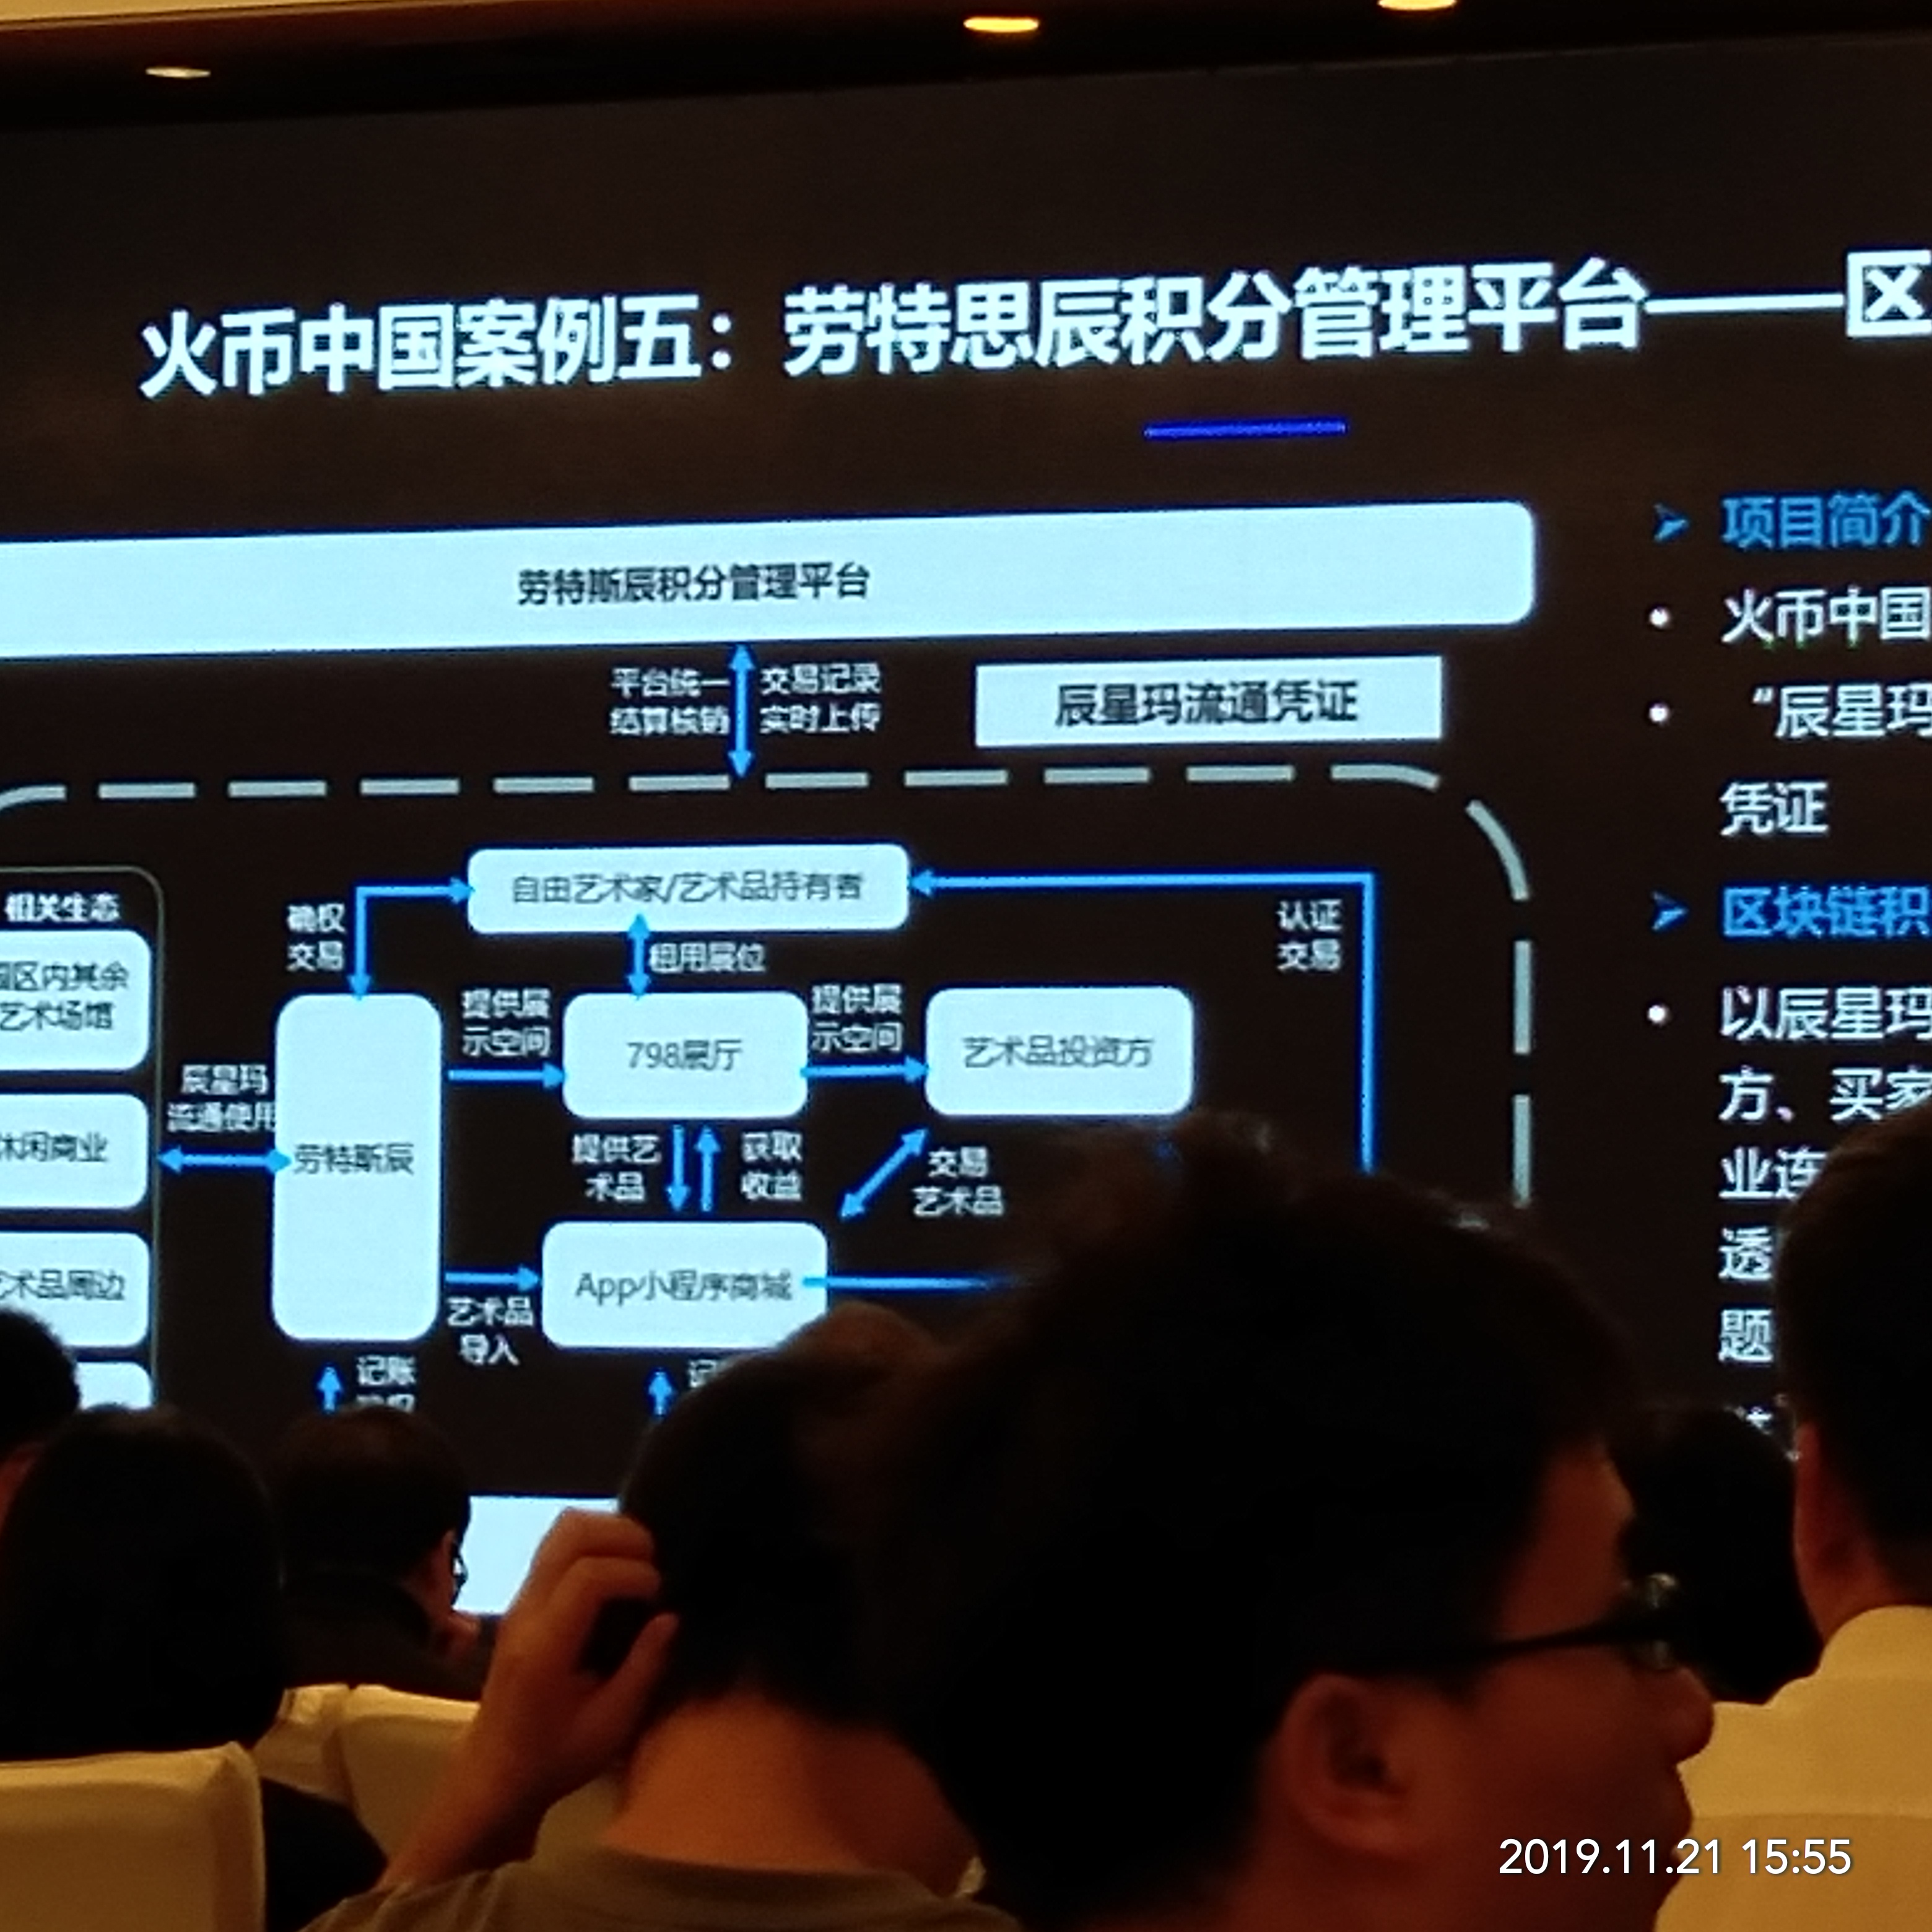 火币中国案例五：劳特思辰积分管理平台——区
劳特斯辰积分管理平台
平台统一
结算核销
交易记录
实时上传
辰星玛流通凭证
相关生态
园区内其余
艺术场馆
休闲商业
艺术品周边
辰星玛
流通使用
确权
交易
自由艺术家/艺术品持有者
租用展位
认证
交易
劳特斯辰
提供展
示空间
798展厅
提供展
示空间
艺术品投资方
提供艺
术品
获取
收益
交易
艺术品
App小程序商城
艺术品
导入
记账
项目简介
火币中国
“辰星玛
凭证
区块链积
以辰星玛
方、买家
业连
透
题
2019.11.21 15:55